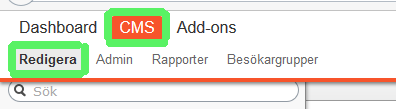 Dashboard CMS Add-ons
Redigera Admin Rapporter Besökargrupper
Sök